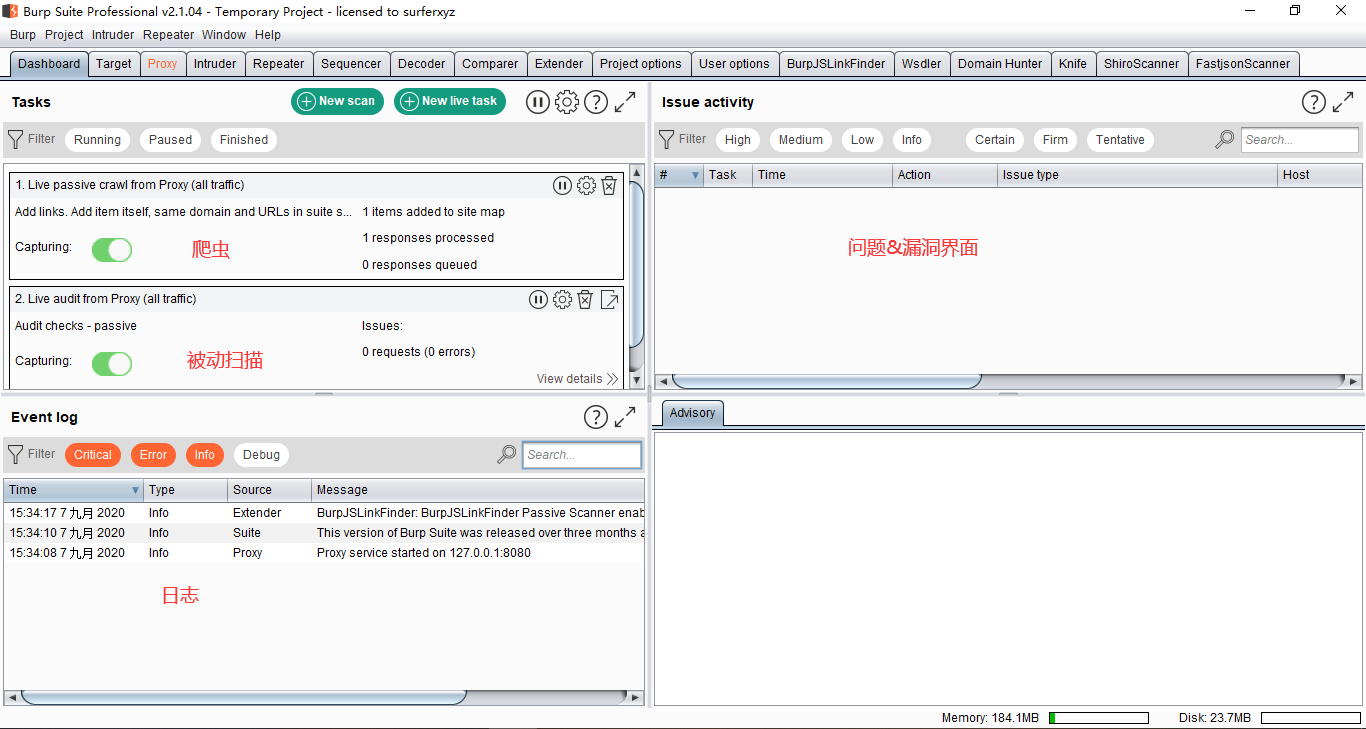 Burp Suite Professional v2.1.04 - Temporary Project - licensed to surferxyz
Burp Project Intruder Repeater Window Help
Dashboard Target Proxy Intruder Repeater Sequencer Decoder Comparer Extender Project options User options BurpJSLinkFinder Wsdler Domain Hunter Knife ShiroScanner FastjsonScanner
Tasks
New scan
New live task
Filter Running Paused Finished
1. Live passive crawl from Proxy (all traffic)
Add links. Add item itself, same domain and URLs in suite s...
1 items added to site map
1 responses processed
0 responses queued
Capturing:
爬虫
2. Live audit from Proxy (all traffic)
Audit checks - passive
Issues:
0 requests (0 errors)
Capturing:
被动扫描
View details
Event log
Filter Critical Error Info Debug
Search...
Time Type Source Message
15:34:17 7 九月 2020 Info Extender BurpJSLinkFinder: BurpJSLinkFinder Passive Scanner enab
15:34:10 7 九月 2020 Info Suite This version of Burp Suite was released over three months a
15:34:08 7 九月 2020 Info Proxy Proxy service started on 127.0.0.1:8080
日志
Issue activity
Filter High Medium Low Info Certain Firm Tentative
Search...
# Task Time Action Issue type Host
问题&漏洞界面
Advisory
Memory: 184.1MB
Disk: 23.7MB